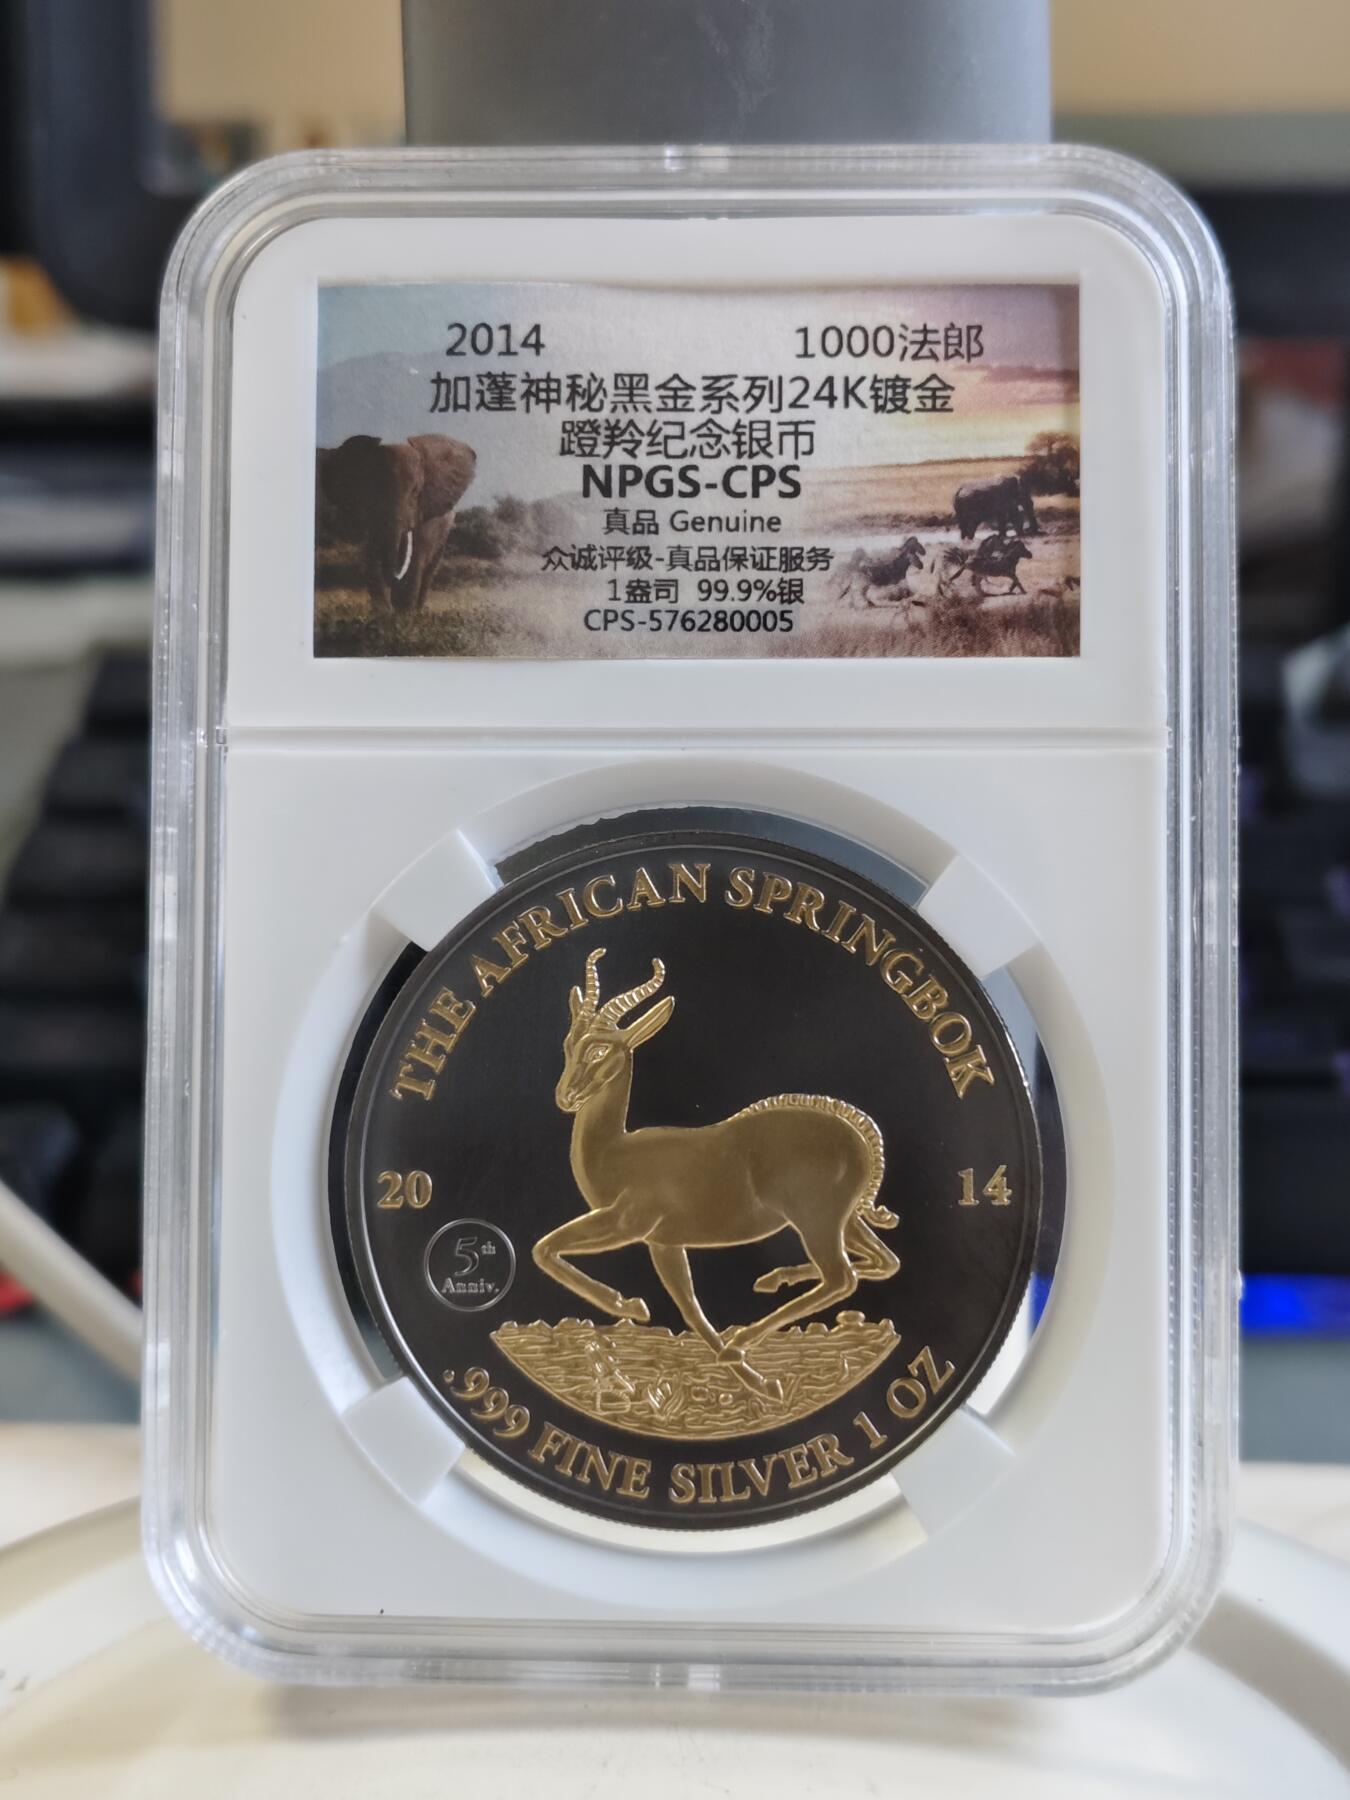 2014 1000法郎
加蓬神秘黑金系列24K镀金
蹬羚纪念银币
NPGS-CPS
真品 Genuine
众诚评级-真品保证服务
1盎司 99.9%银
CPS-576280005
THE AFRICAN SPRINGBOK
20 14
5th
Anniv.
.999 FINE SILVER 1 OZ